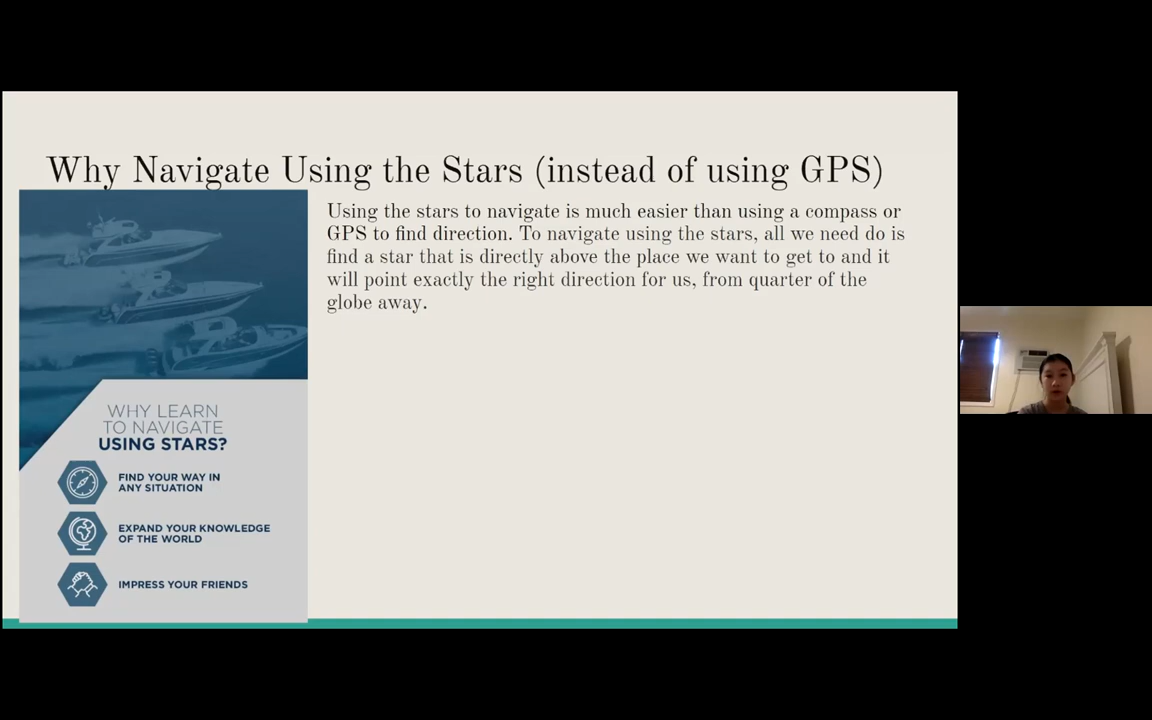 Why Navigate Using the Stars (instead of using GPS)
Using the stars to navigate is much easier than using a compass or
GPS to find direction. To navigate using the stars, all we need do is
find a star that is directly above the place we want to get to and it
will point exactly the right direction for us, from quarter of the
globe away.
WHY LEARN
TO NAVIGATE
USING STARS?
FIND YOUR WAY IN
ANY SITUATION
EXPAND YOUR KNOWLEDGE
OF THE WORLD
IMPRESS YOUR FRIENDS